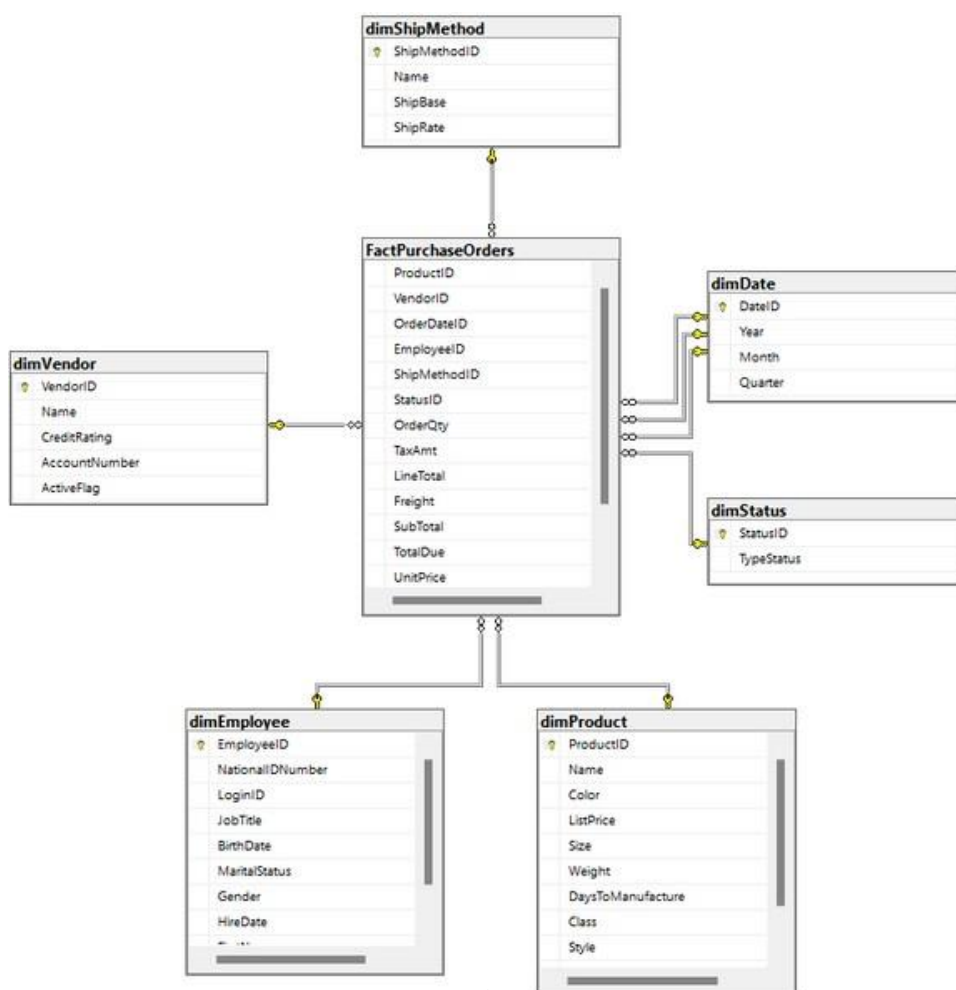 dimShipMethod
ShipMethodID
Name
ShipBase
ShipRate
FactPurchaseOrders
ProductID
VendorID
OrderDateID
EmployeeID
ShipMethodID
StatusID
OrderQty
TaxAmt
LineTotal
Freight
SubTotal
TotalDue
UnitPrice
dimDate
DateID
Year
Month
Quarter
dimVendor
VendorID
Name
CreditRating
AccountNumber
ActiveFlag
dimStatus
StatusID
TypeStatus
dimEmployee
EmployeeID
NationalIDNumber
LoginID
JobTitle
BirthDate
MaritalStatus
Gender
HireDate
dimProduct
ProductID
Name
Color
ListPrice
Size
Weight
DaysToManufacture
Class
Style